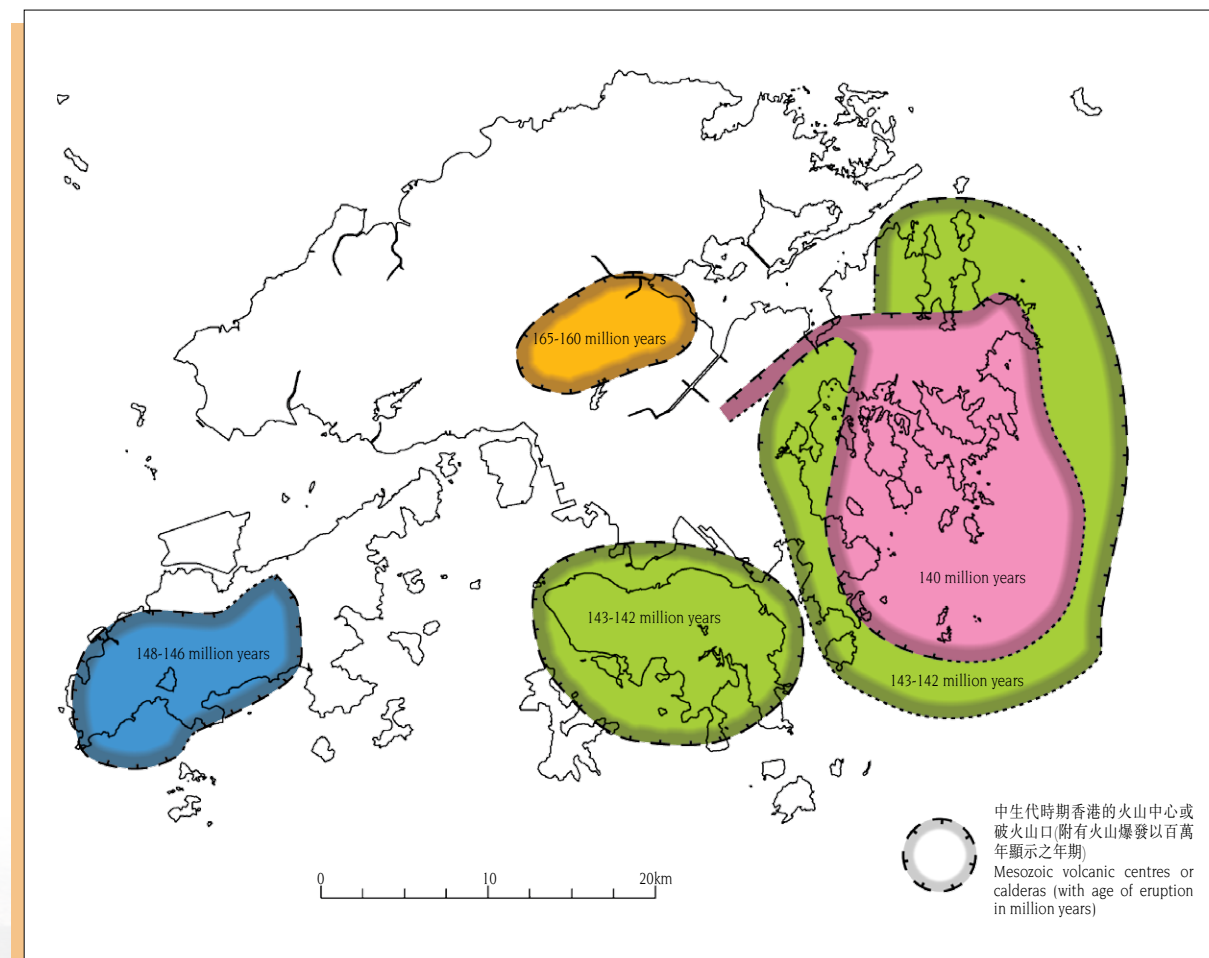 165-160 million years
140 million years
143-142 million years
148-146 million years
143-142 million years
0 10 20km
中生代時期香港的火山中心或
破火山口(附有火山爆發以百萬
年顯示之年期)
Mesozoic volcanic centres or
calderas (with age of eruption
in million years)